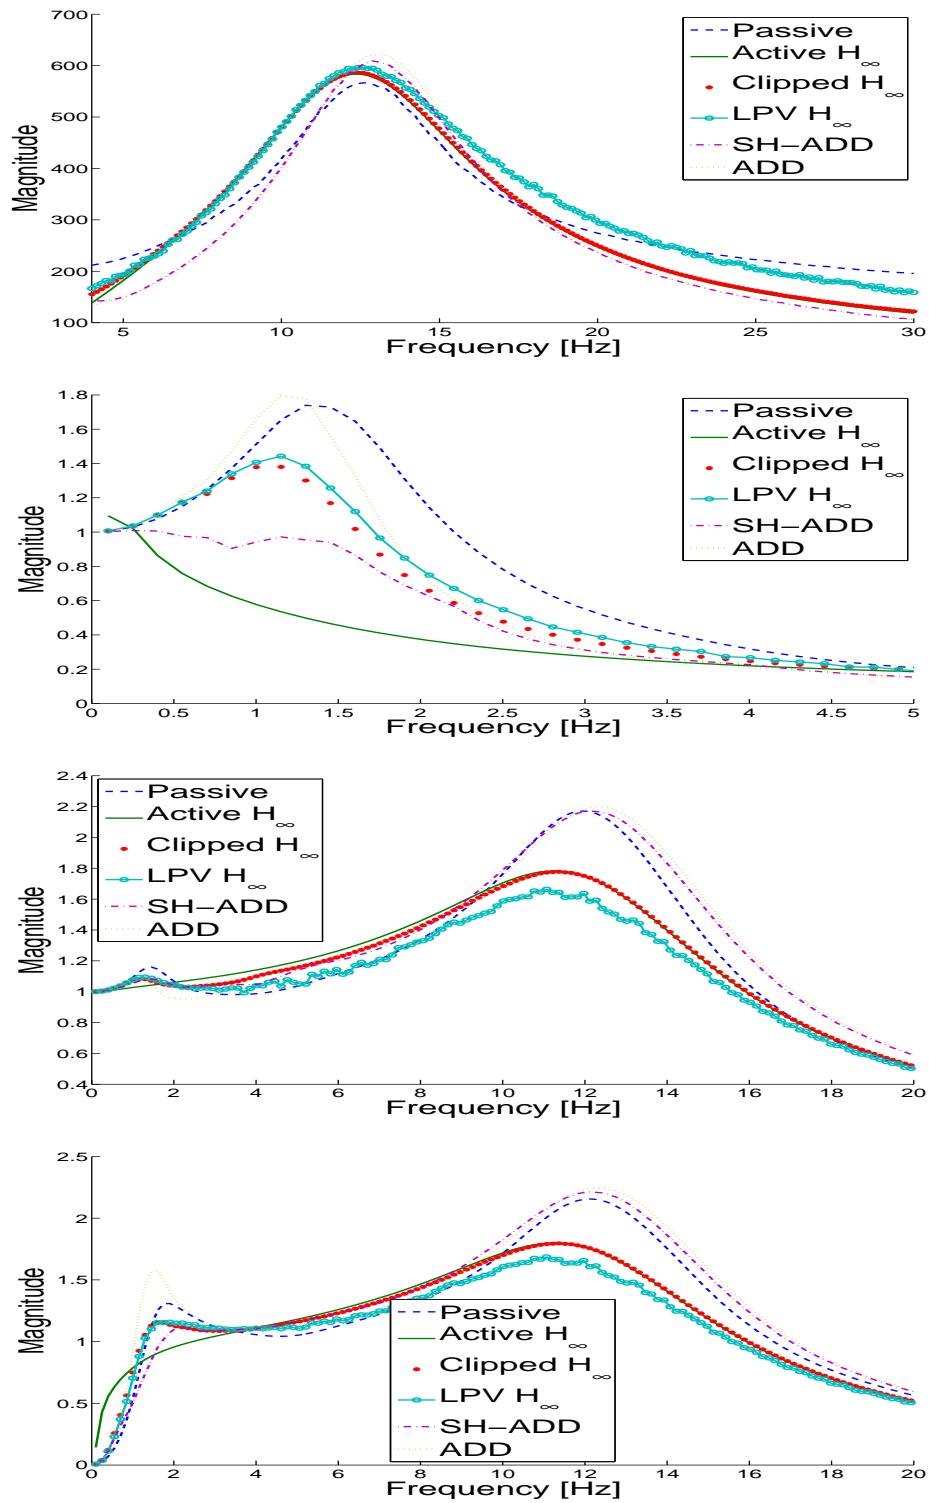 700
600
500
400
300
200
100
5
10
15
20
25
30
Magnitude
Frequency [Hz]
Passive
Active H∞
Clipped H∞
LPV H∞
SH-ADD
ADD
1.8
1.6
1.4
1.2
1
0.8
0.6
0.4
0.2
0
0
0.5
1
1.5
2
2.5
3
3.5
4
4.5
5
Magnitude
Frequency [Hz]
Passive
Active H∞
Clipped H∞
LPV H∞
SH-ADD
ADD
2.4
2.2
2
1.8
1.6
1.4
1.2
1
0.8
0.6
0.4
0
2
4
6
8
10
12
14
16
18
20
Magnitude
Frequency [Hz]
Passive
Active H∞
Clipped H∞
LPV H∞
SH-ADD
ADD
2.5
2
1.5
1
0.5
0
0
2
4
6
8
10
12
14
16
18
20
Magnitude
Frequency [Hz]
Passive
Active H∞
Clipped H∞
LPV H∞
SH-ADD
ADD